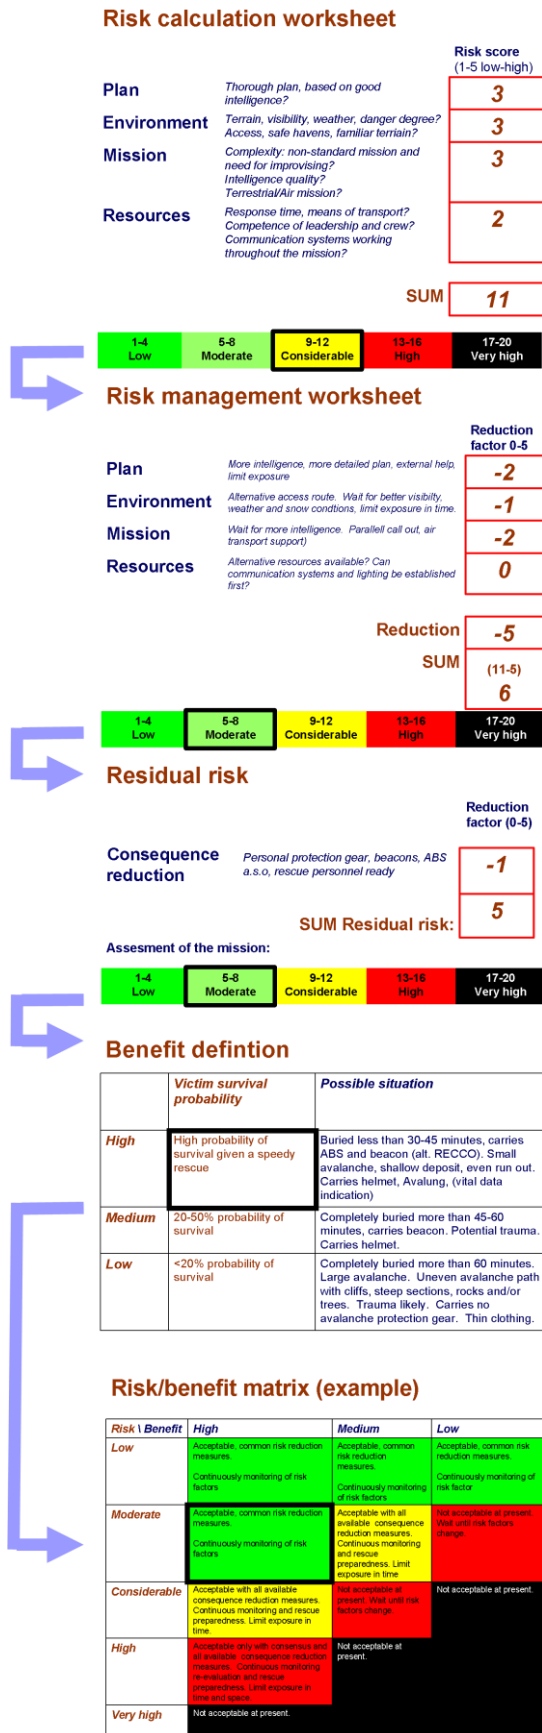 Risk calculation worksheet
Risk score
(1-5 low-high)
Plan
Thorough plan, based on good
intelligence?
3
Environment
Terrain, visibility, weather, danger degree?
Access, safe havens, familiar terriain?
3
Mission
Complexity: non-standard mission and
need for improvising?
Intelligence quality?
Terrestrial/Air mission?
3
Resources
Response time, means of transport?
Competence of leadership and crew?
Communication systems working
throughout the mission?
2
SUM
11
1-4
Low
5-8
Moderate
9-12
Considerable
13-16
High
17-20
Very high
Risk management worksheet
Reduction
factor 0-5
Plan
More intelligence, more detailed plan, external help,
limit exposure
-2
Environment
Alternative access route. Wait for better visibilty,
weather and snow condtions, limit exposure in time.
-1
Mission
Wait for more intelligence. Parallell call out, air
transport support)
-2
Resources
Alternative resources available? Can
communication systems and lighting be established
first?
0
Reduction
-5
SUM
(11-5)
6
1-4
Low
5-8
Moderate
9-12
Considerable
13-16
High
17-20
Very high
Residual risk
Reduction
factor (0-5)
Consequence
reduction
Personal protection gear, beacons, ABS
a.s.o, rescue personnel ready
-1
SUM Residual risk:
5
Assesment of the mission:
1-4
Low
5-8
Moderate
9-12
Considerable
13-16
High
17-20
Very high
Benefit defintion
Victim survival
probability
Possible situation
High
High probability of
survival given a speedy
rescue
Buried less than 30-45 minutes, carries
ABS and beacon (alt. RECCO). Small
avalanche, shallow deposit, even run out.
Carries helmet, Avalung, (vital data
indication)
Medium
20-50% probability of
survival
Completely buried more than 45-60
minutes, carries beacon. Potential trauma.
Carries helmet.
Low
<20% probability of
survival
Completely buried more than 60 minutes.
Large avalanche. Uneven avalanche path
with cliffs, steep sections, rocks and/or
trees. Trauma likely. Carries no
avalanche protection gear. Thin clothing.
Risk/benefit matrix (example)
Risk \ Benefit
High
Medium
Low
Low
Acceptable, common risk reduction
measures.
Continuously monitoring of risk
factors
Acceptable, common
risk reduction
measures.
Continuously monitoring
of risk factors
Acceptable, common risk
reduction measures.
Continuously monitoring of
risk factor
Moderate
Acceptable, common risk reduction
measures.
Continuously monitoring of risk
factors
Acceptable with all
available consequence
reduction measures.
Continuous monitoring
and rescue
preparedness. Limit
exposure in time
Not acceptable at present.
Wait until risk factors
change.
Considerable
Acceptable with all available
consequence reduction measures.
Continuous monitoring and rescue
preparedness. Limit exposure in
time.
Not acceptable at
present. Wait until risk
factors change.
Not acceptable at present.
High
Acceptable only with consensus and
all available consequence reduction
measures. Continuous monitoring
re-evaluation and rescue
preparedness. Limit exposure in
time and space
Not acceptable at
present.
Very high
Not acceptable at present.